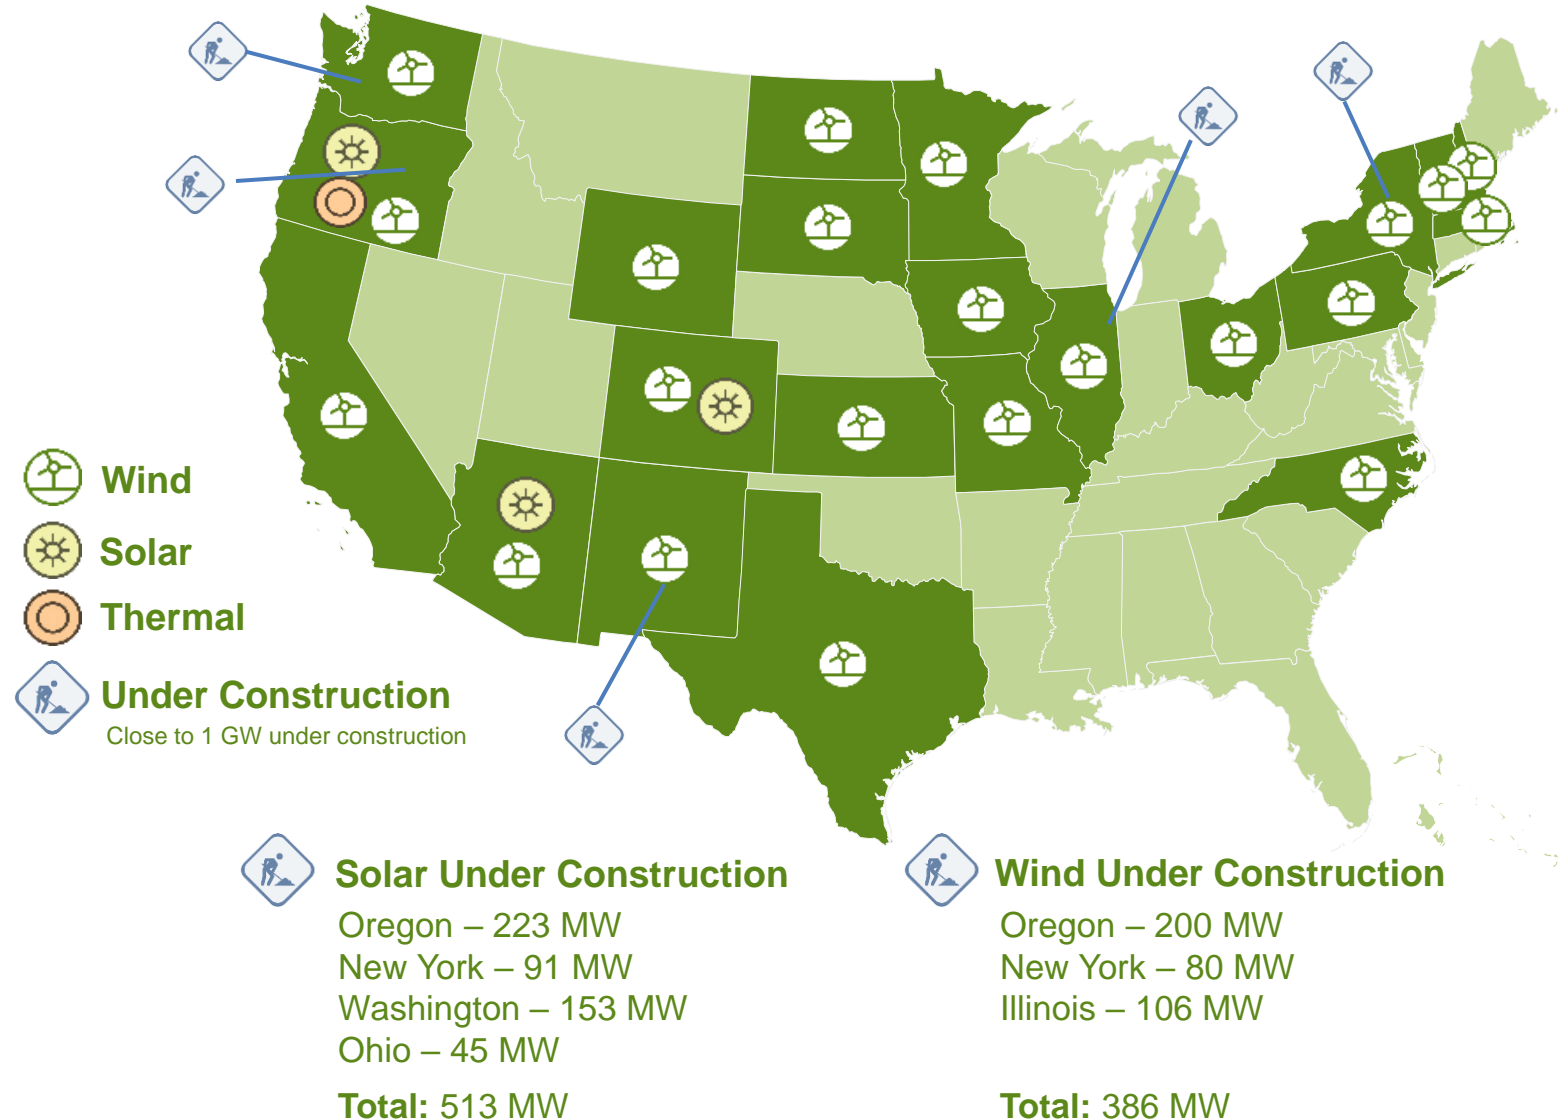 Wind
Solar
Thermal
Under Construction
Close to 1 GW under construction
Solar Under Construction
Oregon – 223 MW
New York – 91 MW
Washington – 153 MW
Ohio – 45 MW
Total: 513 MW
Wind Under Construction
Oregon – 200 MW
New York – 80 MW
Illinois – 106 MW
Total: 386 MW